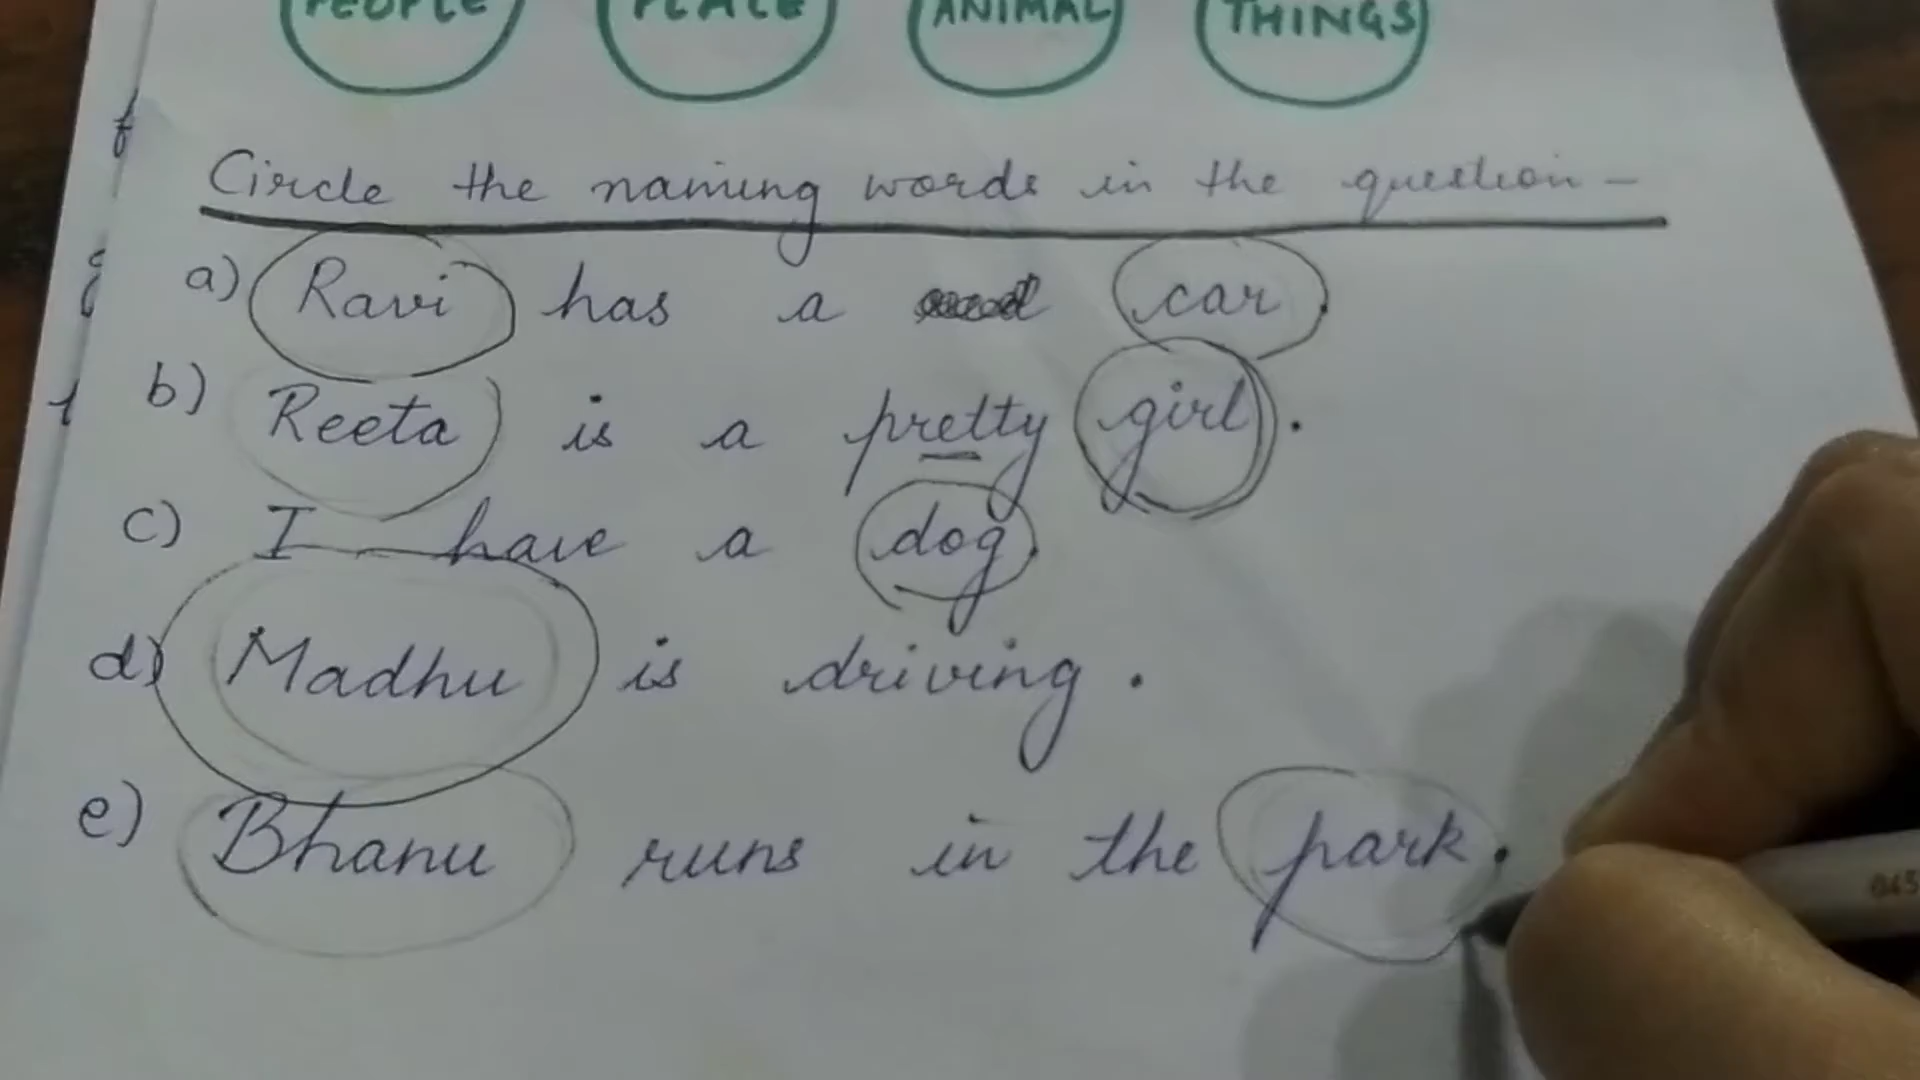 PEOPLE PLACE ANIMAL THINGS
Circle the naming words in the question -
a) Ravi has a car.
b) Reeta is a pretty girl.
c) I have a dog.
d) Madhu is driving.
e) Bhanu runs in the park.
045